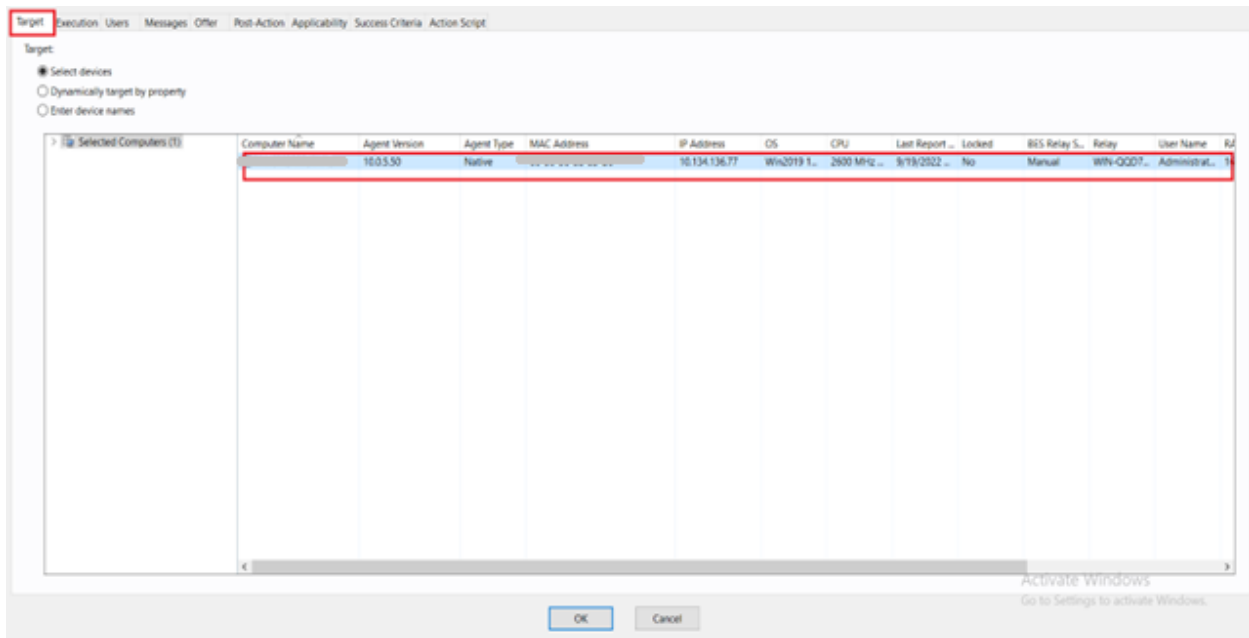 Target Execution Users Messages Offer Post-Action Applicability Success Criteria Action Script
Target:
Select devices
Dynamically target by property
Enter device names
Selected Computers (1)
Computer Name Agent Version Agent Type MAC Address IP Address OS CPU Last Report ... Locked BES Relay S... Relay User Name RA
10.0.5.50 Native 10.134.136.77 Win2019 1... 2600 MHz ... 9/19/2022 ... No Manual WIN-QQD7... Administrat...
Activate Windows
Go to Settings to activate Windows.
OK Cancel